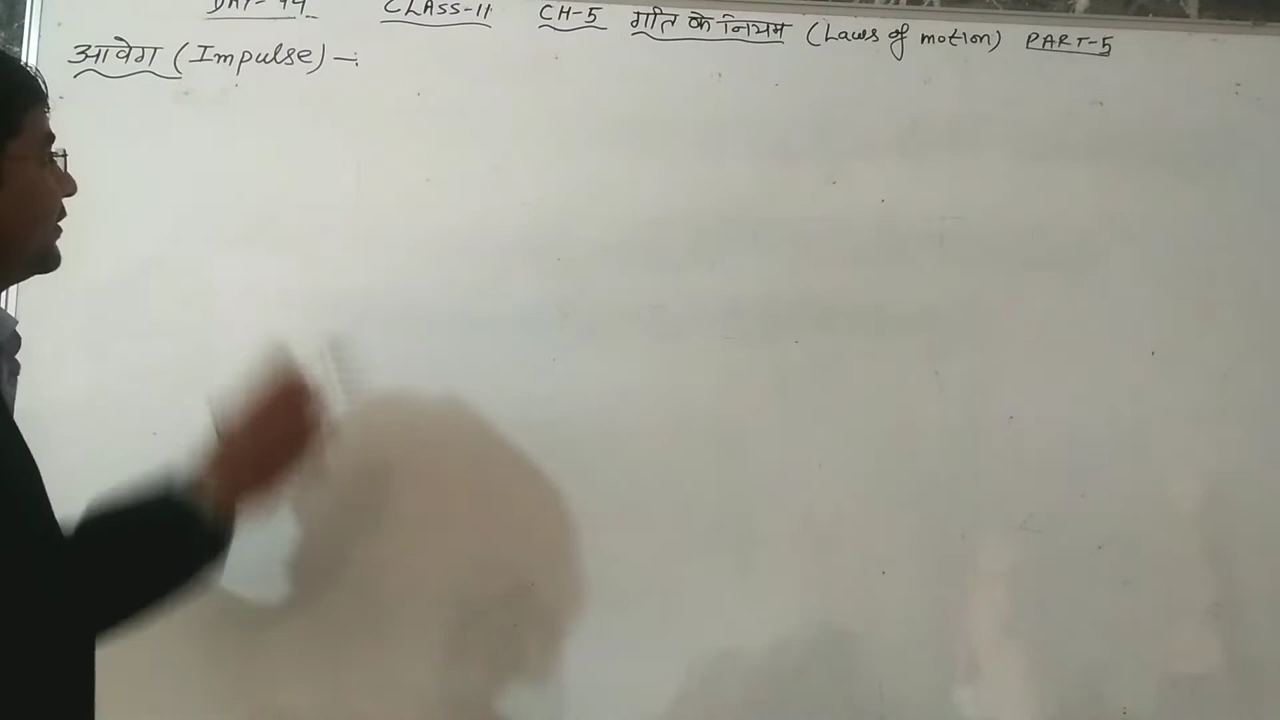 CLASS-11 CH-5 गति के नियम (Laws of motion) PART-5
आवेग (Impulse) -: